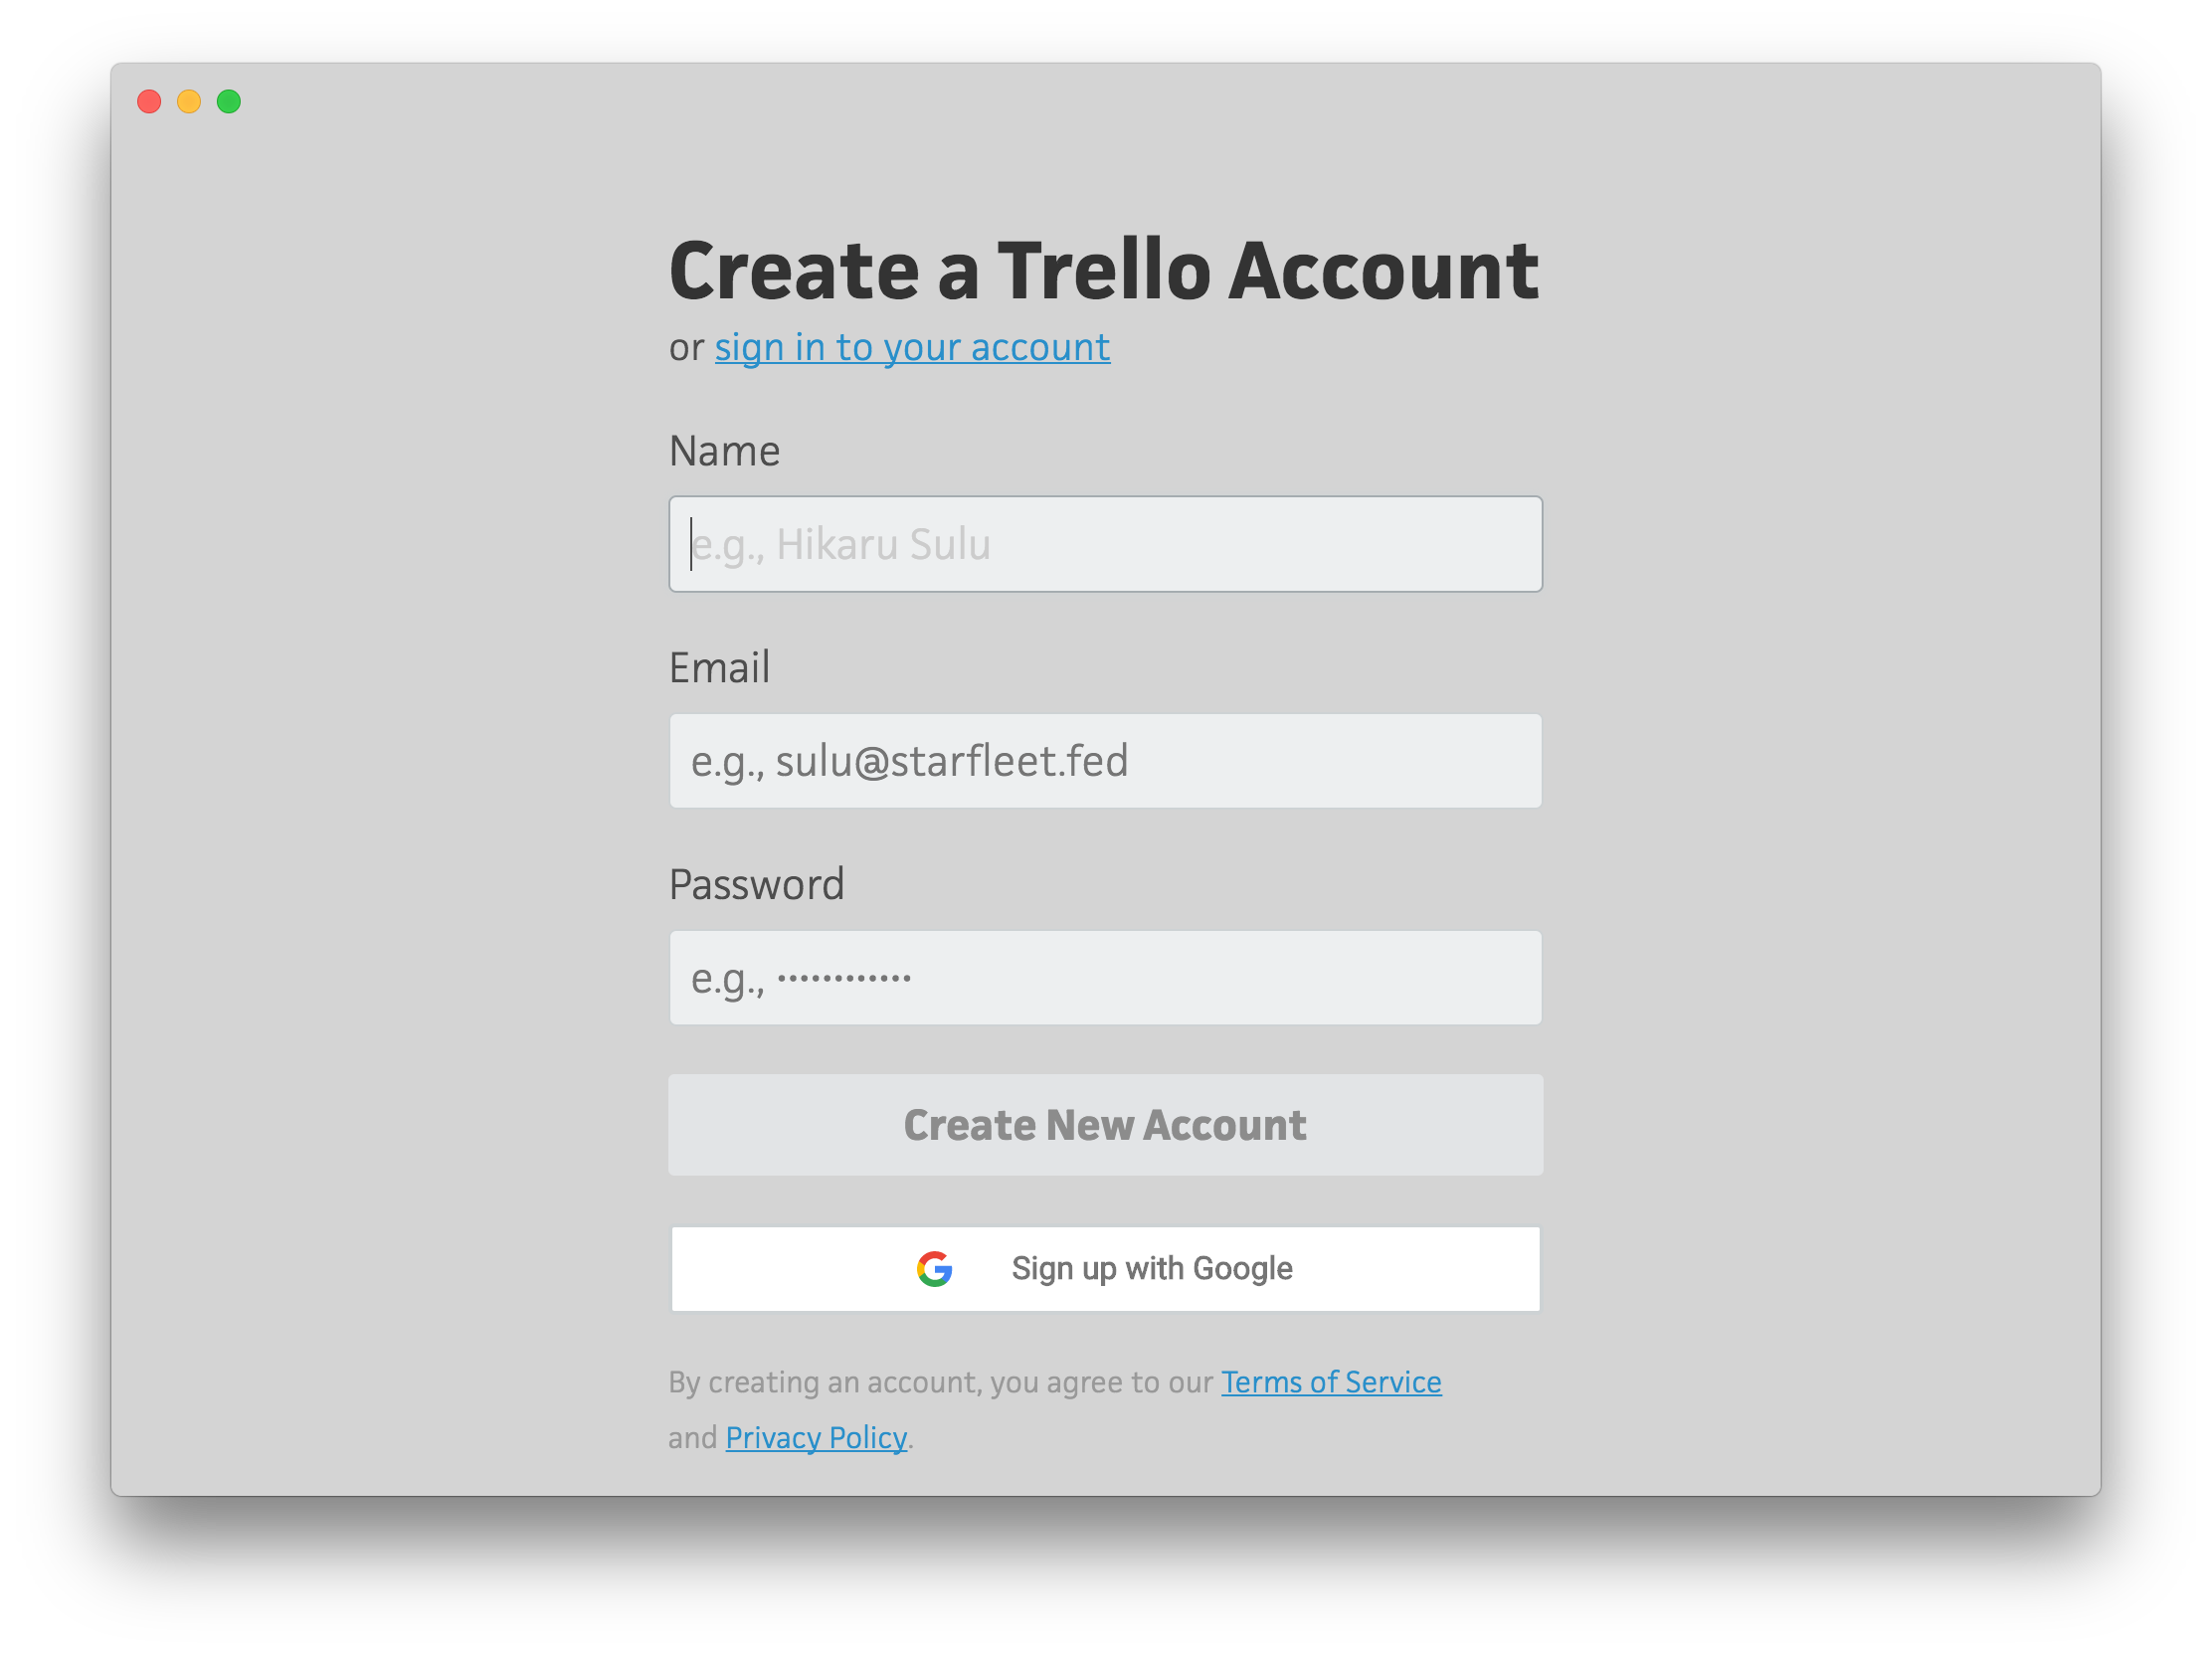 Create a Trello Account
or sign in to your account
Name
e.g., Hikaru Sulu
Email
e.g., sulu@starfleet.fed
Password
e.g., ••••••••••••
Create New Account
Sign up with Google
By creating an account, you agree to our Terms of Service
and Privacy Policy.